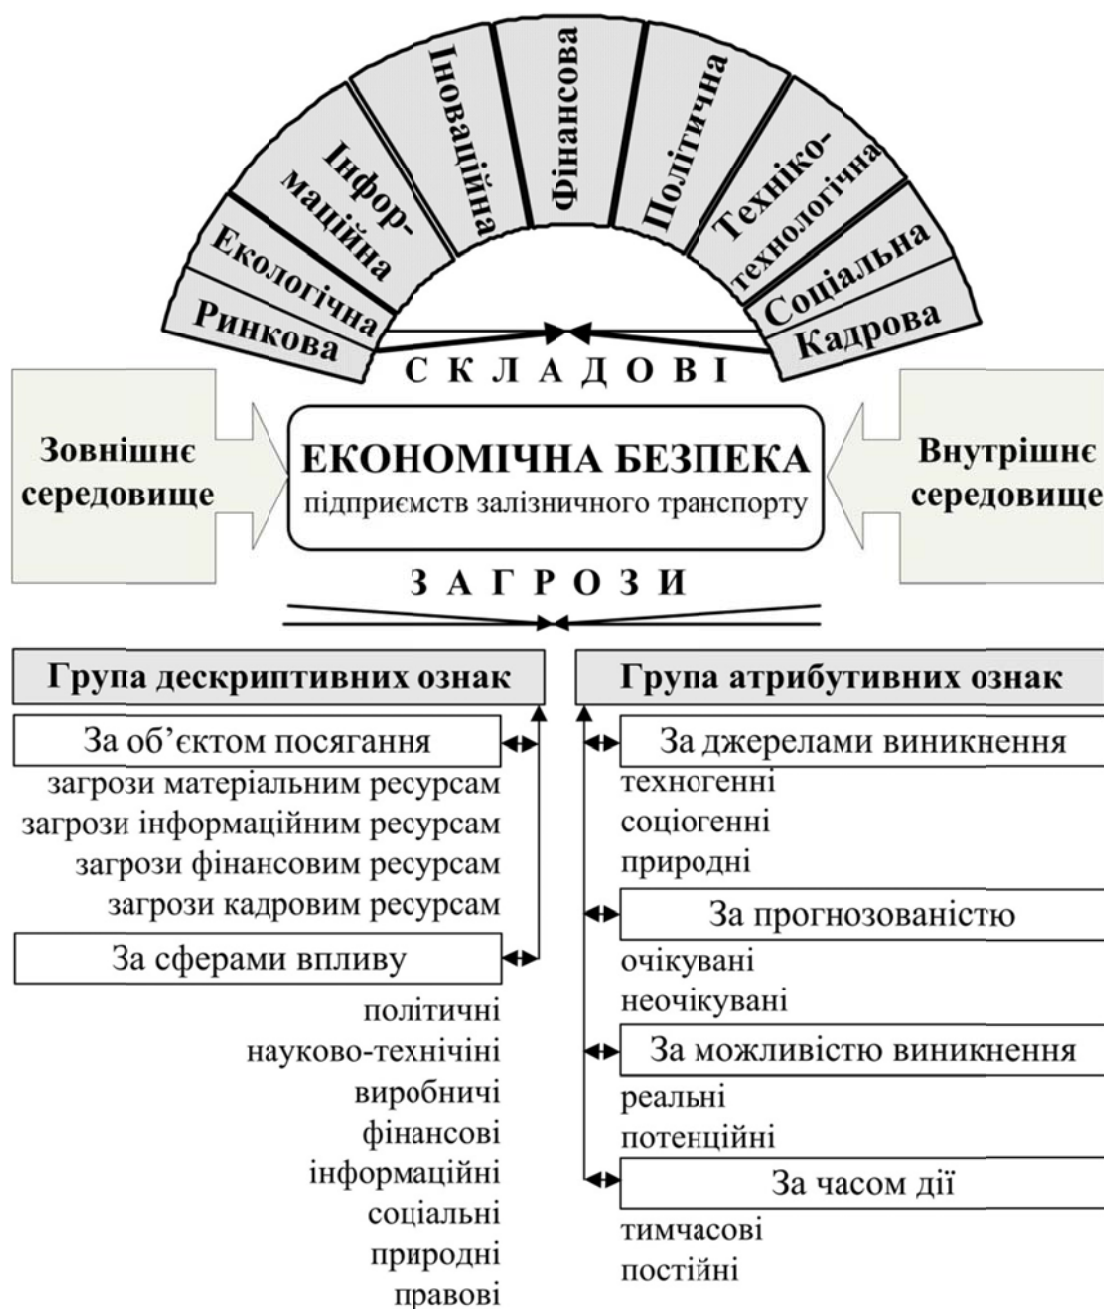 Ринкова
Екологічна
Інфор-
маційна
Іноваційна
Фінансова
Політична
Техніко-
технологічна
Соціальна
Кадрова
СКЛАДОВІ
Зовнішнє
середовище
ЕКОНОМІЧНА БЕЗПЕКА
підприємств залізничного транспорту
Внутрішнє
середовище
ЗАГРОЗИ
Група дескриптивних ознак
За об’єктом посягання
загрози матеріальним ресурсам
загрози інформаційним ресурсам
загрози фінансовим ресурсам
загрози кадровим ресурсам
За сферами впливу
політичні
науково-технічіні
виробничі
фінансові
інформаційні
соціальні
природні
правові
Група атрибутивних ознак
За джерелами виникнення
техногенні
соціогенні
природні
За прогнозованістю
очікувані
неочікувані
За можливістю виникнення
реальні
потенційні
За часом дії
тимчасові
постійні